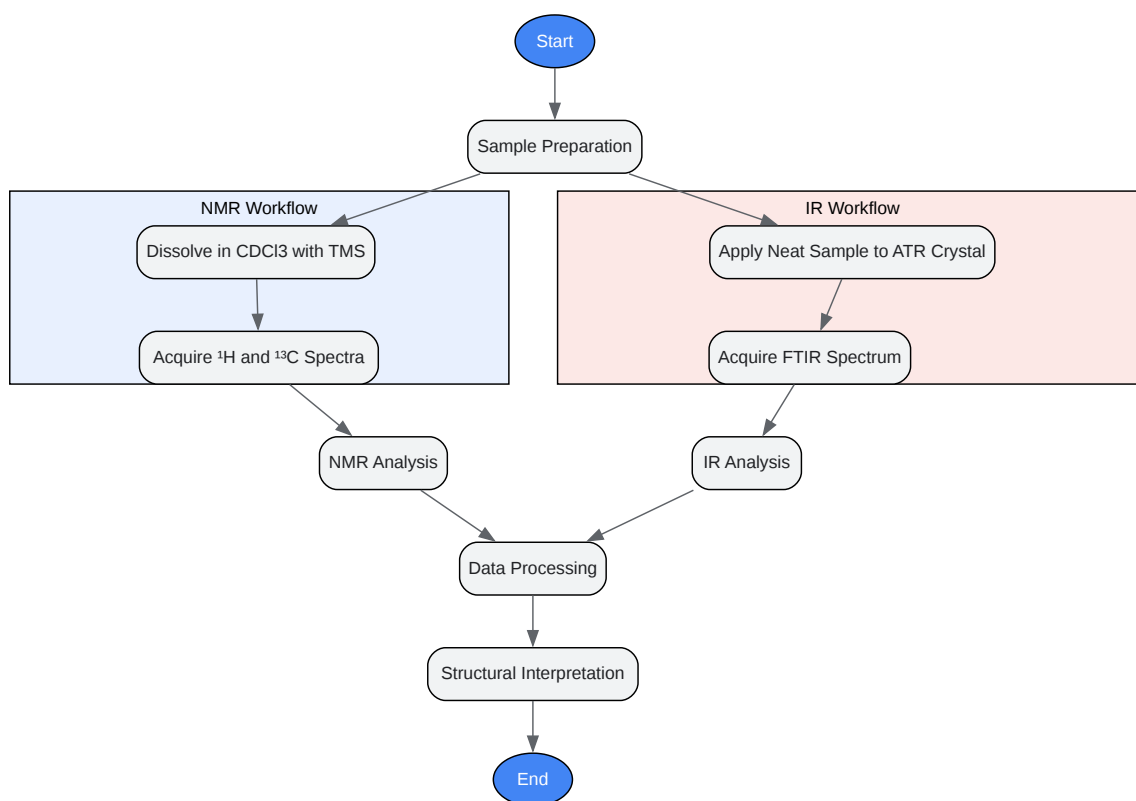 Start
Sample Preparation
NMR Workflow
IR Workflow
Dissolve in CDCl3 with TMS
Apply Neat Sample to ATR Crystal
Acquire ¹H and ¹³C Spectra
Acquire FTIR Spectrum
NMR Analysis
IR Analysis
Data Processing
Structural Interpretation
End